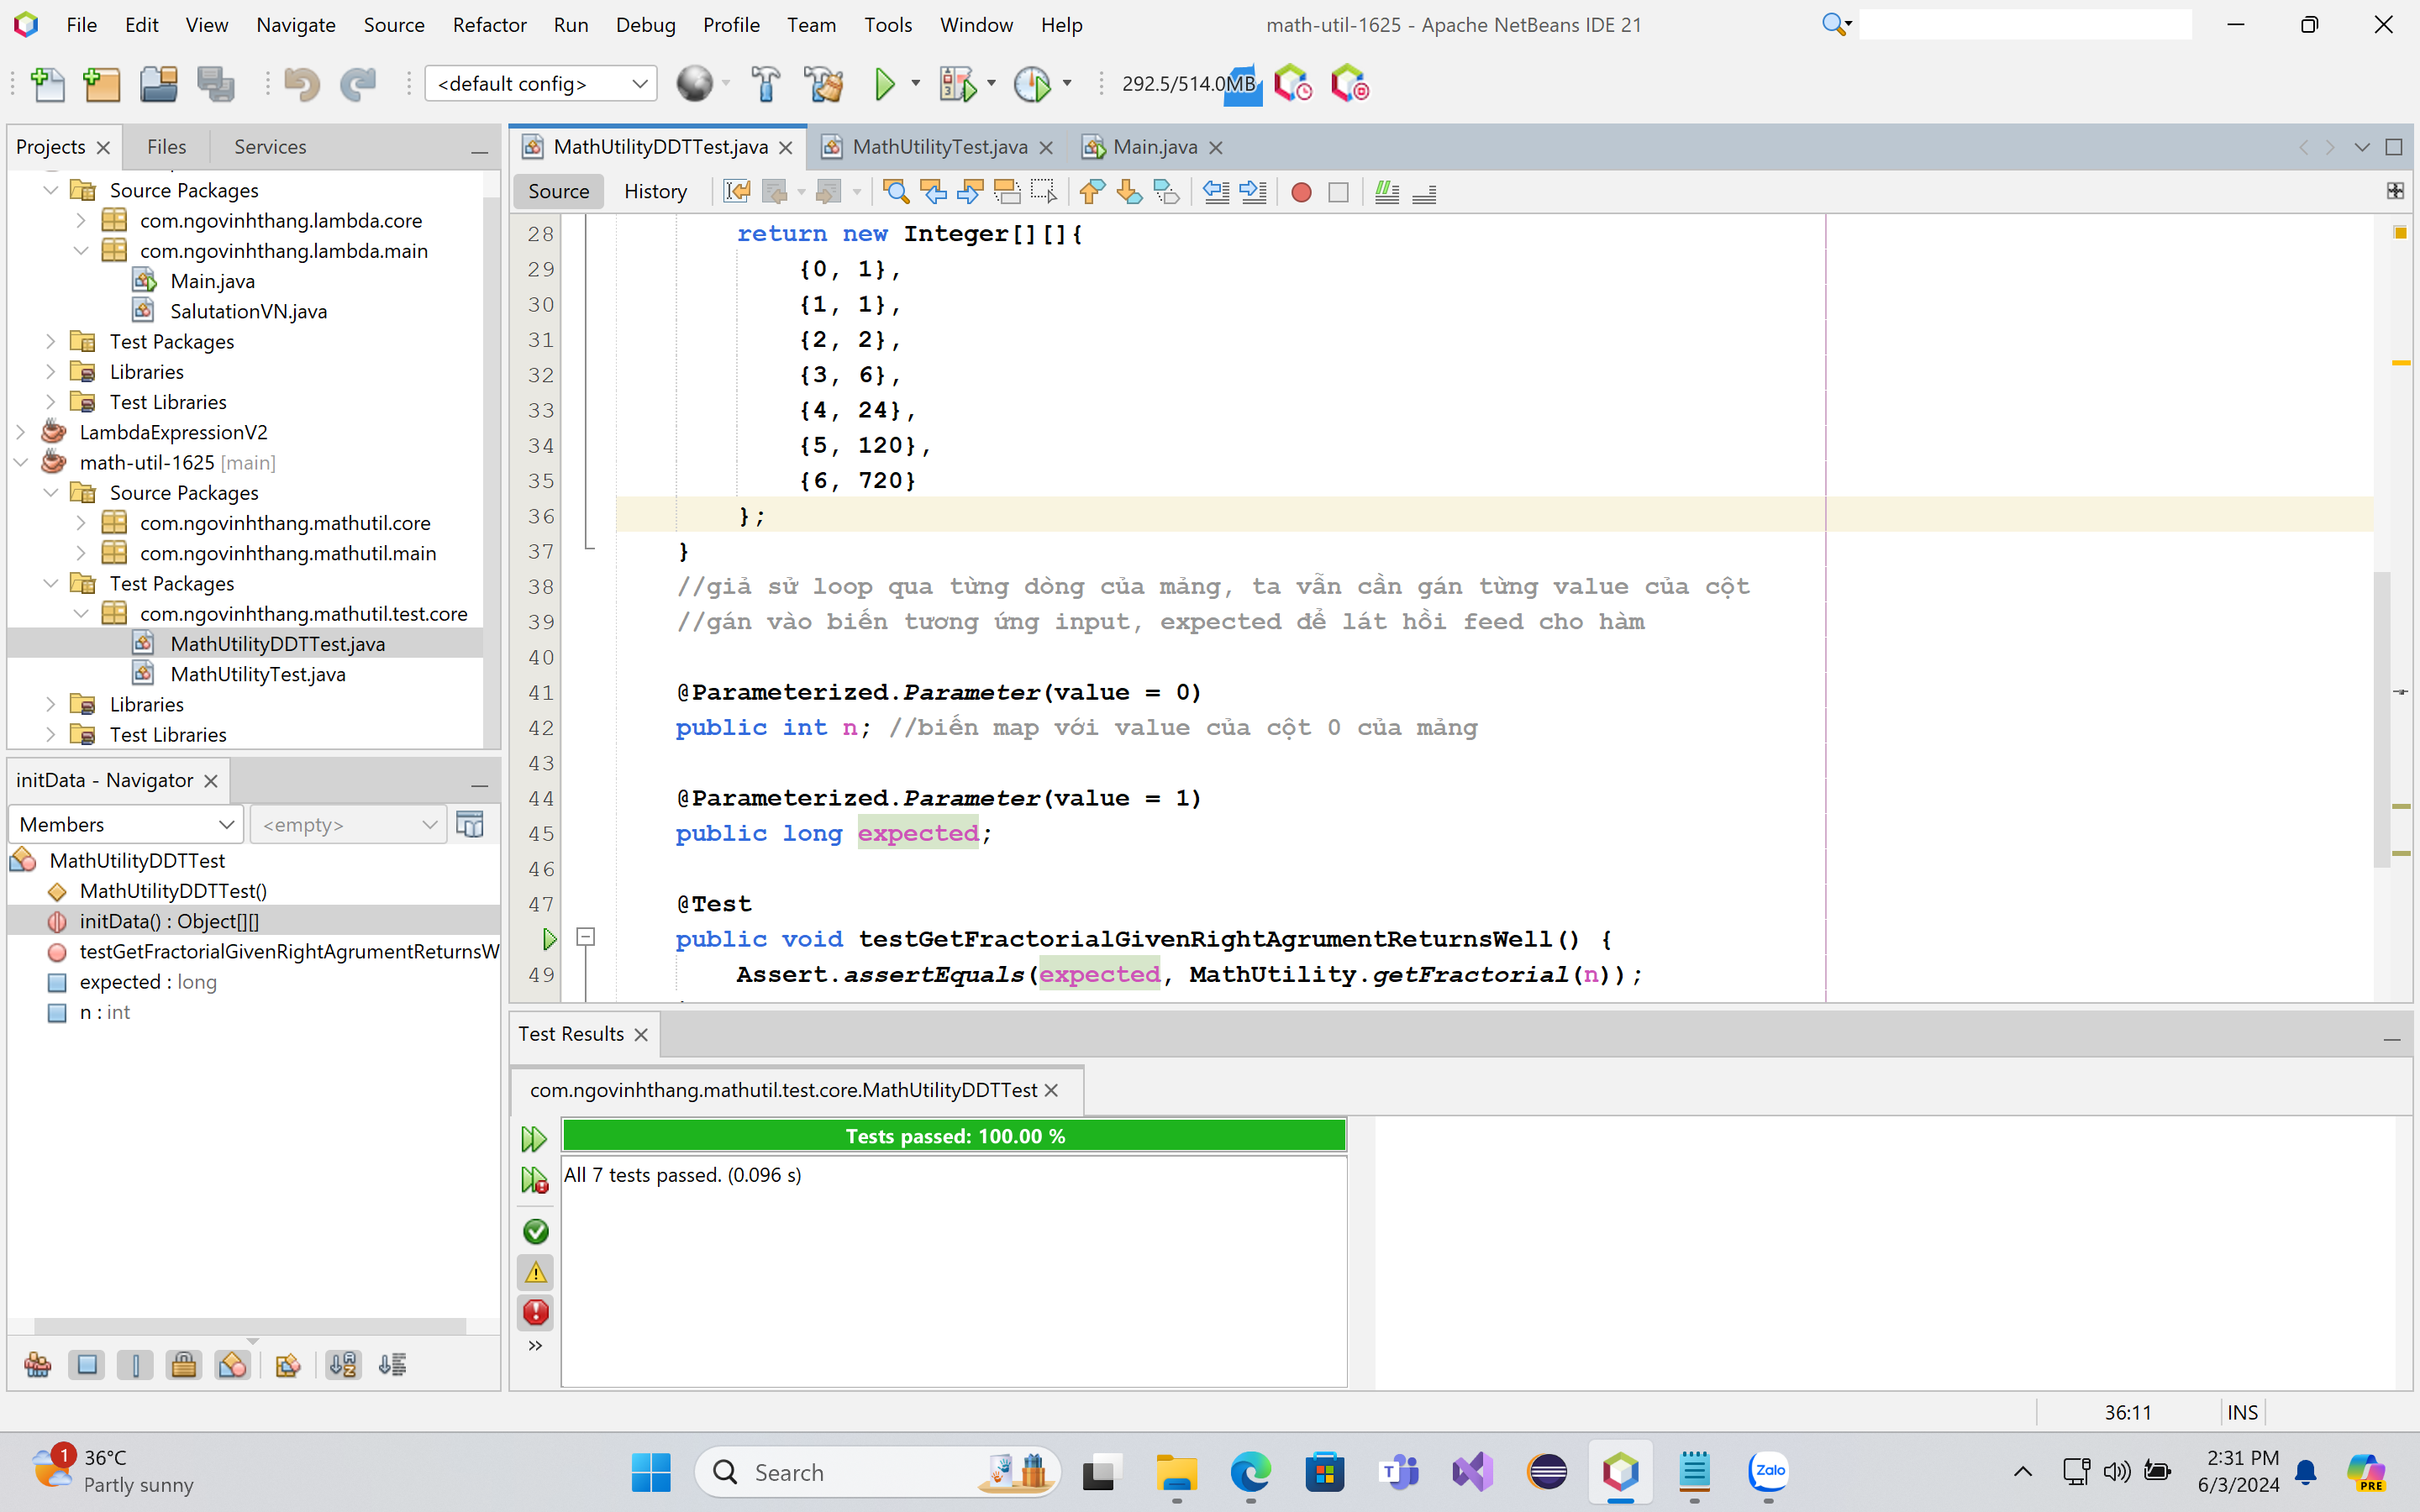 File Edit View Navigate Source Refactor Run Debug Profile Team Tools Window Help
math-util-1625 - Apache NetBeans IDE 21
<default config>
292.5/514.0MB
Projects Files Services
Source Packages
com.ngovinhthang.lambda.core
com.ngovinhthang.lambda.main
Main.java
SalutationVN.java
Test Packages
Libraries
Test Libraries
LambdaExpressionV2
math-util-1625 [main]
Source Packages
com.ngovinhthang.mathutil.core
com.ngovinhthang.mathutil.main
Test Packages
com.ngovinhthang.mathutil.test.core
MathUtilityDDTTest.java
MathUtilityTest.java
Libraries
Test Libraries
initData - Navigator
Members <empty>
MathUtilityDDTTest
MathUtilityDDTTest()
initData() : Object[][]
testGetFractorialGivenRightAgrumentReturnsW
expected : long
n : int
MathUtilityDDTTest.java MathUtilityTest.java Main.java
Source History
28 return new Integer[][]{
29 {0, 1},
30 {1, 1},
31 {2, 2},
32 {3, 6},
33 {4, 24},
34 {5, 120},
35 {6, 720}
36 };
37 }
38 //giả sử loop qua từng dòng của mảng, ta vẫn cần gán từng value của cột
39 //gán vào biến tương ứng input, expected để lát hồi feed cho hàm
40
41 @Parameterized.Parameter(value = 0)
42 public int n; //biến map với value của cột 0 của mảng
43
44 @Parameterized.Parameter(value = 1)
45 public long expected;
46
47 @Test
public void testGetFractorialGivenRightAgrumentReturnsWell() {
49 Assert.assertEquals(expected, MathUtility.getFractorial(n));
Test Results
com.ngovinhthang.mathutil.test.core.MathUtilityDDTTest
Tests passed: 100.00 %
All 7 tests passed. (0.096 s)
36:11 INS
1
36°C
Partly sunny
Search
Zalo
2:31 PM
6/3/2024
PRE